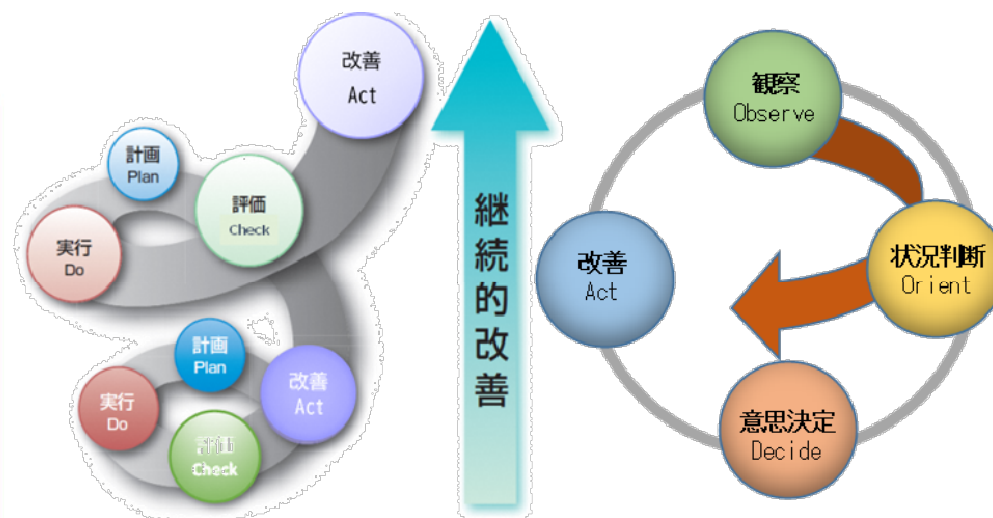 改善
Act
計画
Plan
評価
Check
実行
Do
計画
Plan
改善
Act
実行
Do
評価
Check
継続的改善
観察
Observe
状況判断
Orient
改善
Act
意思決定
Decide